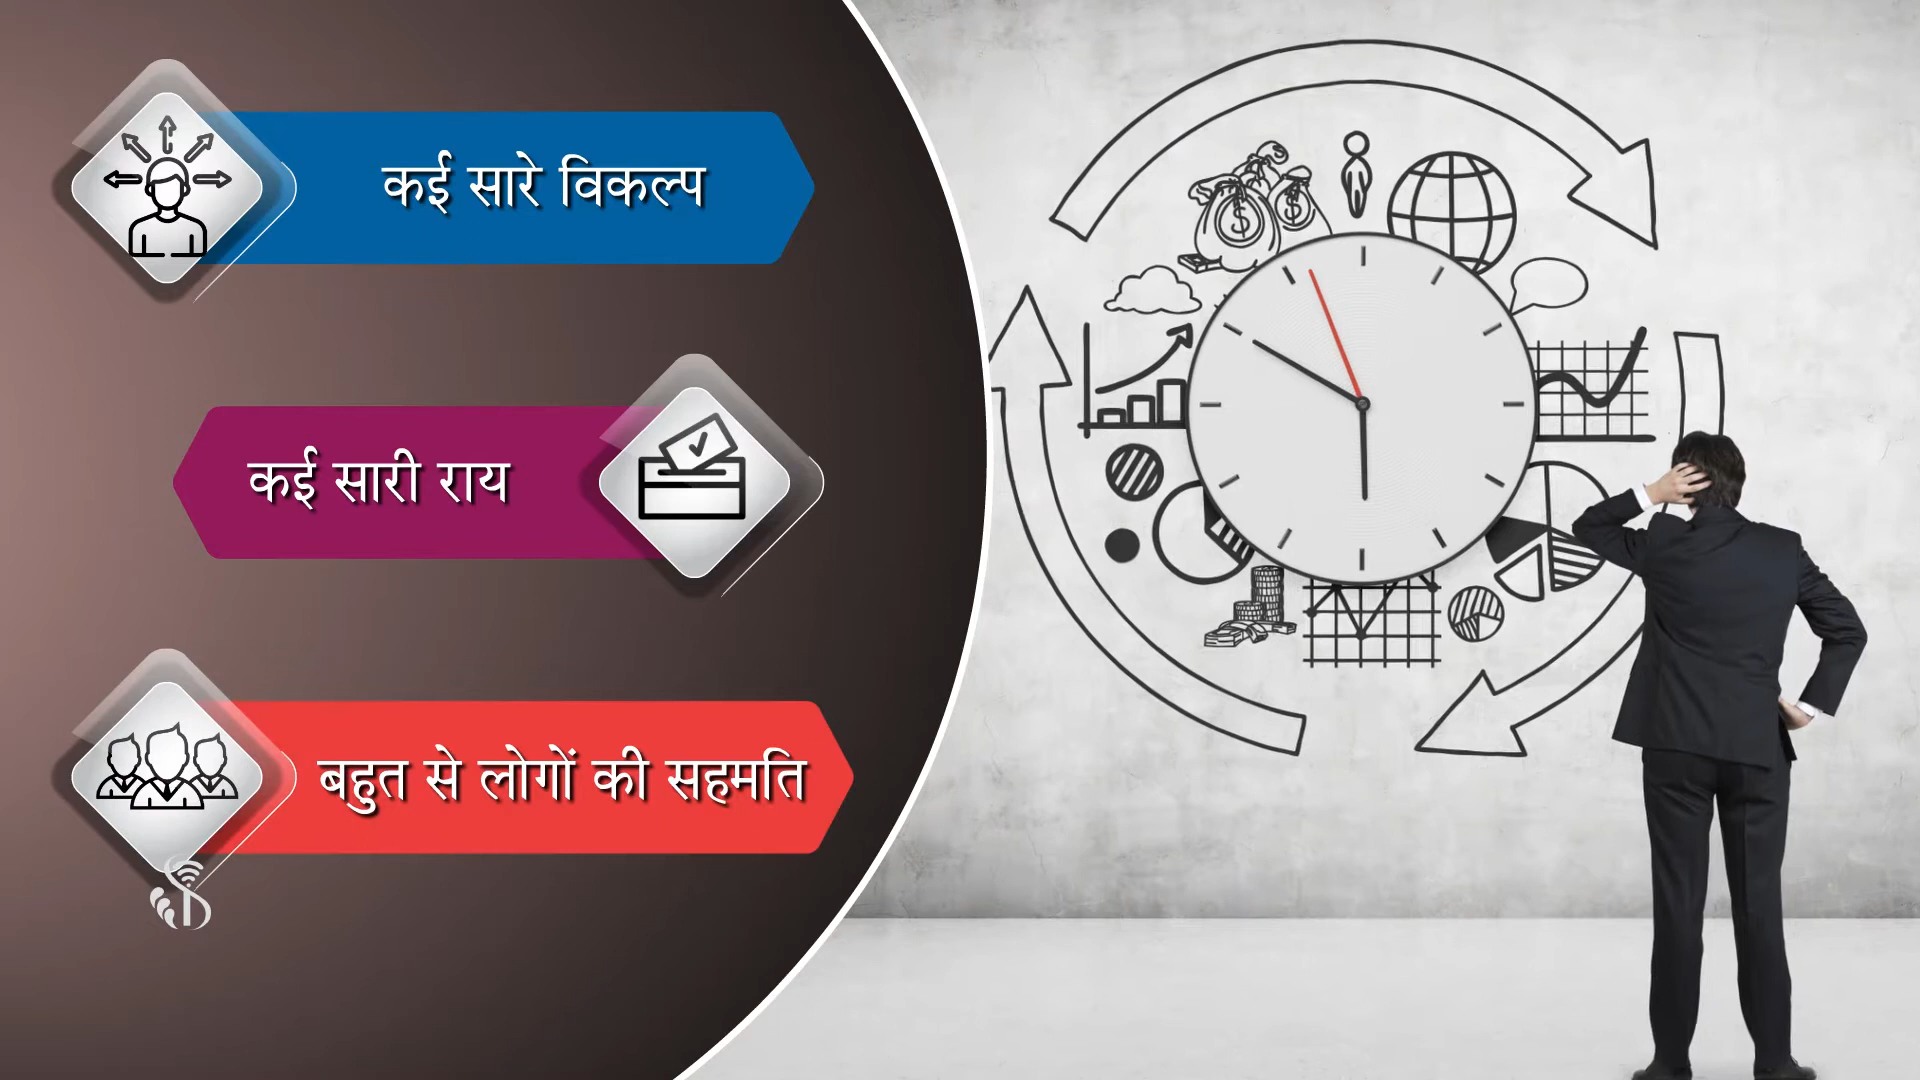 कई सारे विकल्प
कई सारी राय
बहुत से लोगों की सहमति